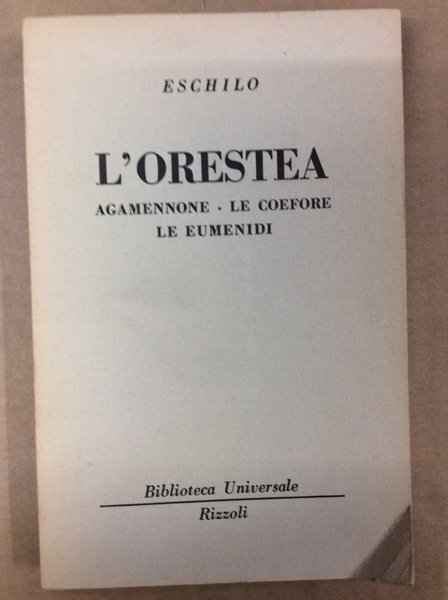 ESCHILO
L'ORESTEA
AGAMENNONE - LE COEFORE
LE EUMENIDI
Biblioteca Universale
Rizzoli